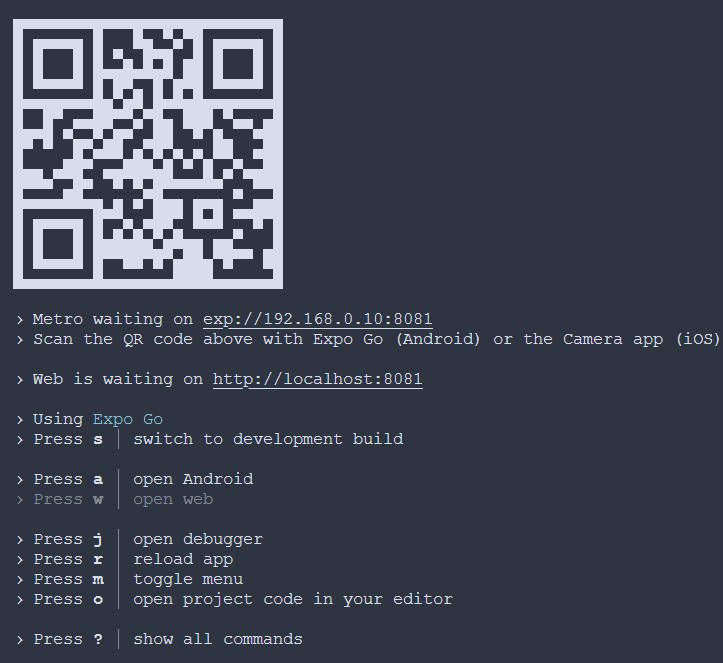 › Metro waiting on exp://192.168.0.10:8081
› Scan the QR code above with Expo Go (Android) or the Camera app (iOS)
› Web is waiting on http://localhost:8081
› Using Expo Go
› Press s │ switch to development build
› Press a │ open Android
› Press w │ open web
› Press j │ open debugger
› Press r │ reload app
› Press m │ toggle menu
› Press o │ open project code in your editor
› Press ? │ show all commands